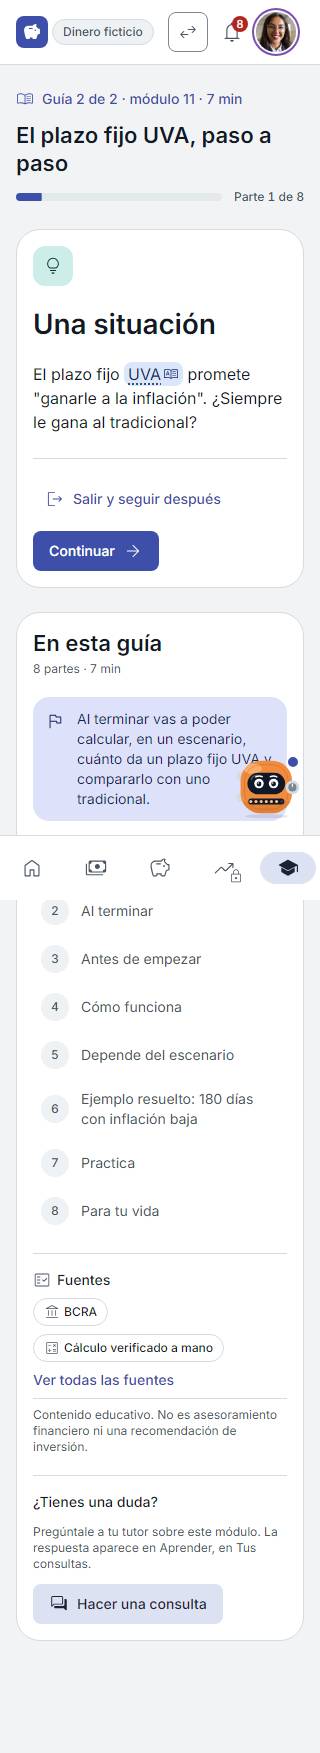 Dinero ficticio
8
Guía 2 de 2 · módulo 11 · 7 min
El plazo fijo UVA, paso a
paso
Parte 1 de 8
Una situación
El plazo fijo UVA promete
"ganarle a la inflación". ¿Siempre
le gana al tradicional?
Salir y seguir después
Continuar
En esta guía
8 partes · 7 min
Al terminar vas a poder
calcular, en un escenario,
cuánto da un plazo fijo UVA y
compararlo con uno
tradicional.
2 Al terminar
3 Antes de empezar
4 Cómo funciona
5 Depende del escenario
6 Ejemplo resuelto: 180 días
con inflación baja
7 Practica
8 Para tu vida
Fuentes
BCRA
Cálculo verificado a mano
Ver todas las fuentes
Contenido educativo. No es asesoramiento
financiero ni una recomendación de
inversión.
¿Tienes una duda?
Pregúntale a tu tutor sobre este módulo. La
respuesta aparece en Aprender, en Tus
consultas.
Hacer una consulta